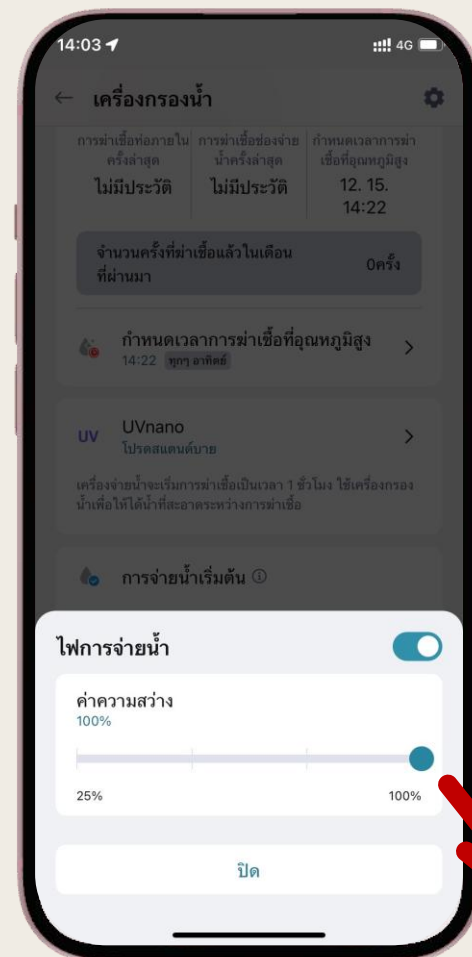 14:03
4G
เครื่องกรองน้ำ
การฆ่าเชื้อท่อภายใน การฆ่าเชื้อช่องจ่าย กำหนดเวลาการฆ่า
ครั้งล่าสุด น้ำครั้งล่าสุด เชื้อที่อุณหภูมิสูง
ไม่มีประวัติ ไม่มีประวัติ 12. 15.
14:22
จำนวนครั้งที่ฆ่าเชื้อแล้วในเดือน
ที่ผ่านมา
0ครั้ง
กำหนดเวลาการฆ่าเชื้อที่อุณหภูมิสูง
14:22 ทุกๆ อาทิตย์
UV UVnano
โปรดสแตนด์บาย
เครื่องจ่ายน้ำจะเริ่มการฆ่าเชื้อเป็นเวลา 1 ชั่วโมง ใช้เครื่องกรอง
น้ำเพื่อให้ได้น้ำที่สะอาดระหว่างการฆ่าเชื้อ
การจ่ายน้ำเริ่มต้น
ไฟการจ่ายน้ำ
ค่าความสว่าง
100%
25% 100%
ปิด